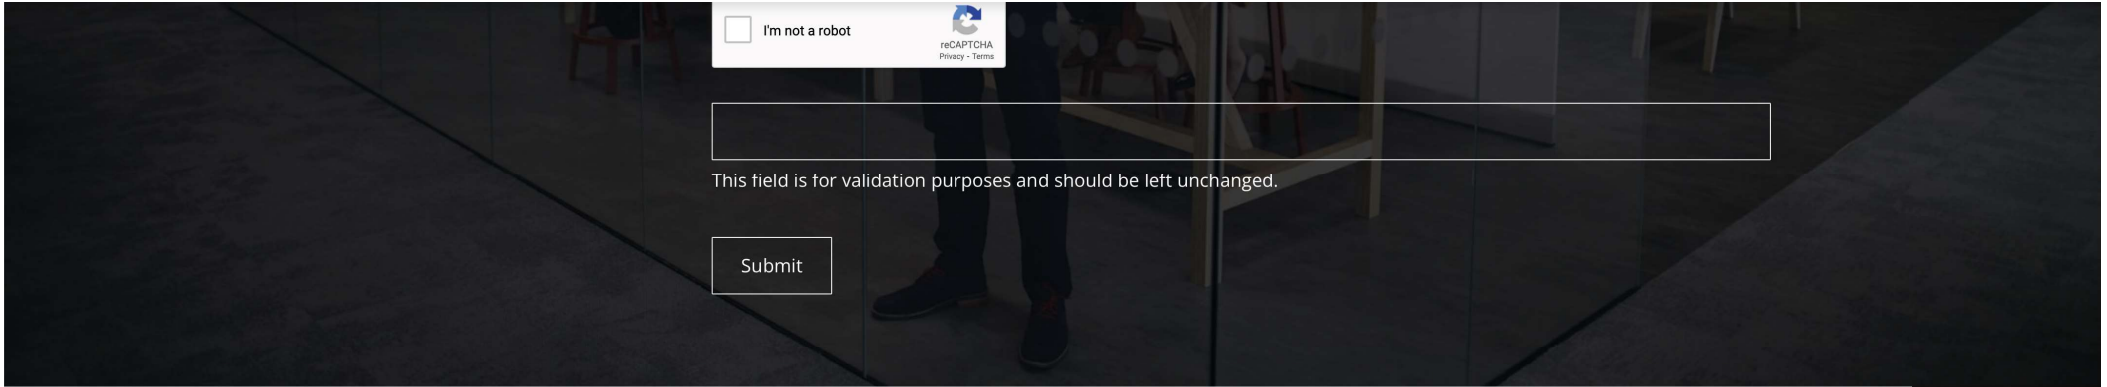 I'm not a robot
reCAPTCHA
Privacy - Terms
This field is for validation purposes and should be left unchanged.
Submit